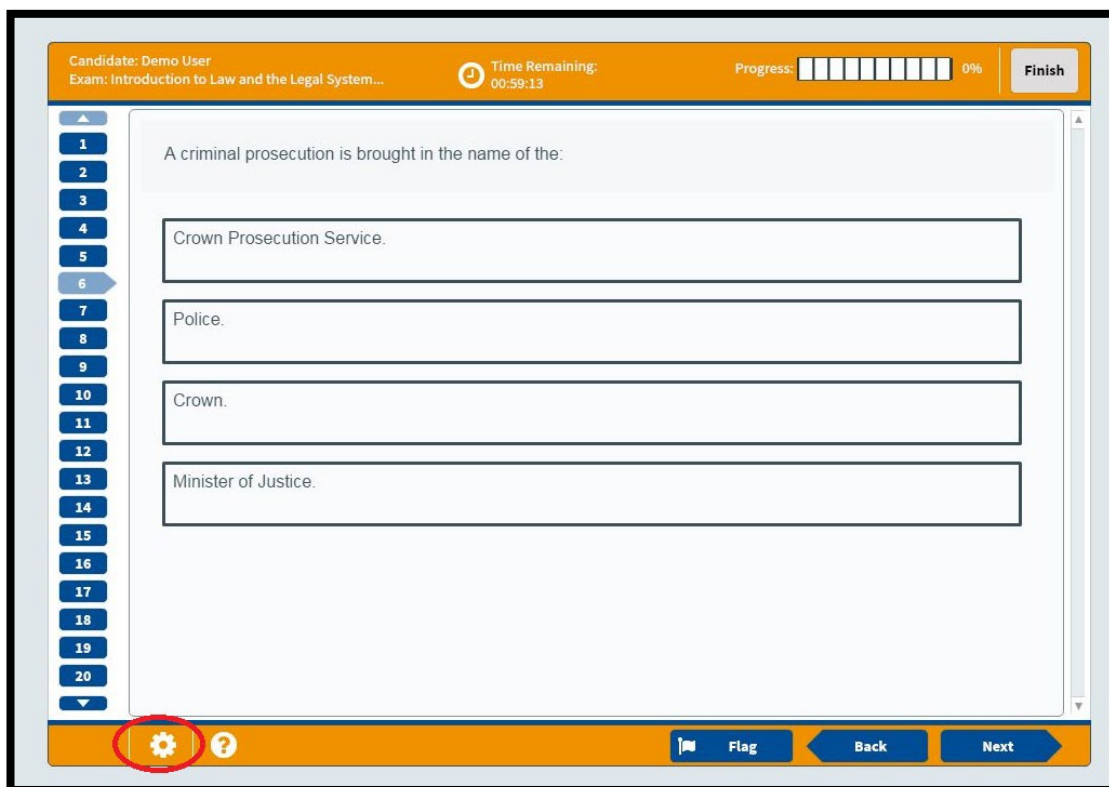 Candidate: Demo User
Exam: Introduction to Law and the Legal System...
Time Remaining:
00:59:13
Progress:
0%
Finish
1
2
3
4
5
6
7
8
9
10
11
12
13
14
15
16
17
18
19
20
A criminal prosecution is brought in the name of the:
Crown Prosecution Service.
Police.
Crown.
Minister of Justice.
?
Flag
Back
Next